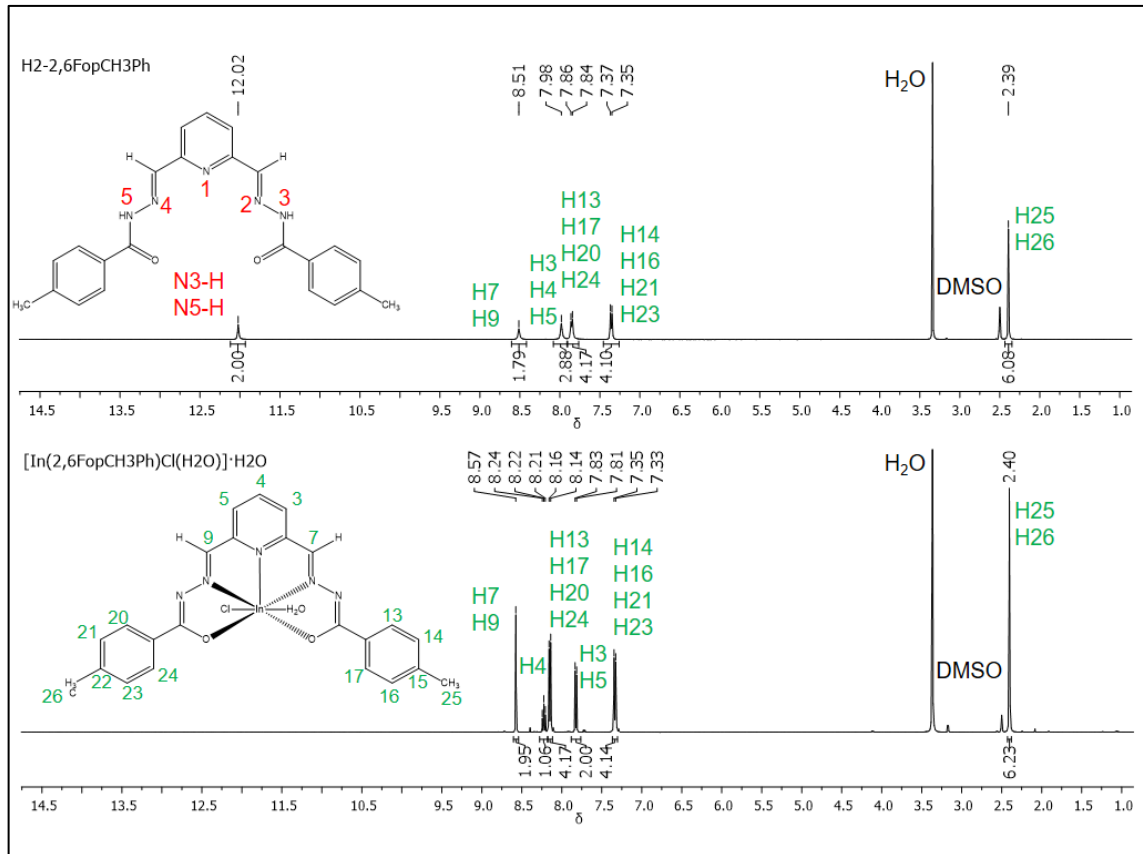 H2-2,6FopCH3Ph
12.02
8.51
7.98
7.86
7.84
7.37
7.35
H2O
2.39
H
N
1
H
5
HN
4
N
2
N
3
NH
O
O
CH3
CH3
N3-H
N5-H
H7
H9
H3
H4
H5
H13
H17
H20
H24
H14
H16
H21
H23
DMSO
H25
H26
2.00
1.79
2.88
4.17
4.10
6.08
14.5 13.5 12.5 11.5 10.5 9.5 9.0 8.5 8.0 7.5 7.0 6.5 6.0 5.5 5.0 4.5 4.0 3.5 3.0 2.5 2.0 1.5 1.0
δ
[In(2,6FopCH3Ph)Cl(H2O)]·H2O
8.57
8.24
8.22
8.21
8.16
8.14
7.83
7.81
7.35
7.33
H2O
2.40
4
5
3
H
9
7
H
N
N
N
N
N
Cl
In
H2O
O
O
20
21
22
23
24
H3
C
26
13
14
15
16
17
CH3
25
H7
H9
H4
H13
H17
H20
H24
H3
H5
H14
H16
H21
H23
DMSO
H25
H26
1.95
1.06
4.17
2.00
4.14
6.23
14.5 13.5 12.5 11.5 10.5 9.5 9.0 8.5 8.0 7.5 7.0 6.5 6.0 5.5 5.0 4.5 4.0 3.5 3.0 2.5 2.0 1.5 1.0
δ